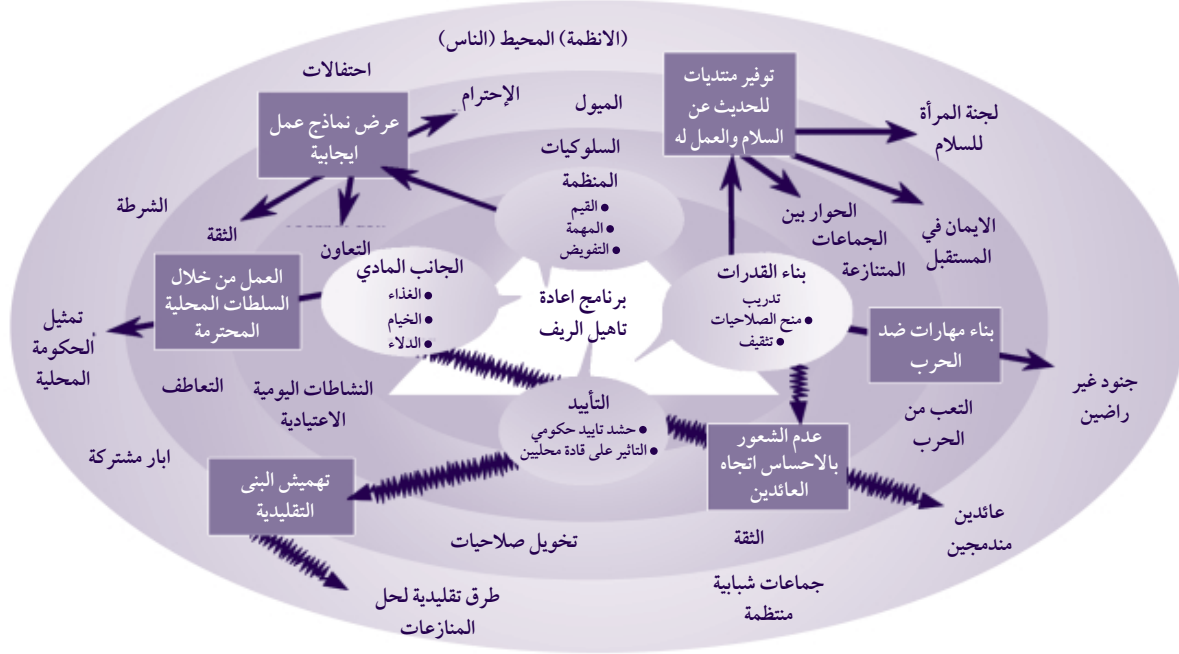 (الانظمة) المحيط (الناس)
احتفالات
توفير منتديات
للحديث عن
السلام والعمل له
لجنة المرأة
للسلام
الإحترام
الميول
عرض نماذج عمل
ايجابية
السلوكيات
المنظمة
● القيم
● المهمة
● التفويض
الشرطة
الثقة
التعاون
الحوار بين
الجماعات
المتنازعة
الايمان في
المستقبل
العمل من خلال
السلطات المحلية
المحترمة
الجانب المادي
● الغذاء
● الخيام
● الدلاء
برنامج اعادة
تاهيل الريف
بناء القدرات
تدريب
● منح الصلاحيات
● تثقيف
بناء مهارات ضد
الحرب
تمثيل
الحكومة
المحلية
جنود غير
راضين
التعاطف
النشاطات اليومية
الاعتيادية
التأييد
● حشد تاييد حكومي
● التاثير على قادة محليين
التعب من
الحرب
عدم الشعور
بالاحساس اتجاه
العائدين
ابار مشتركة
تهميش البنى
التقليدية
عائدين
مندمجين
تخويل صلاحيات
الثقة
جماعات شبابية
منتظمة
طرق تقليدية لحل
المنازعات